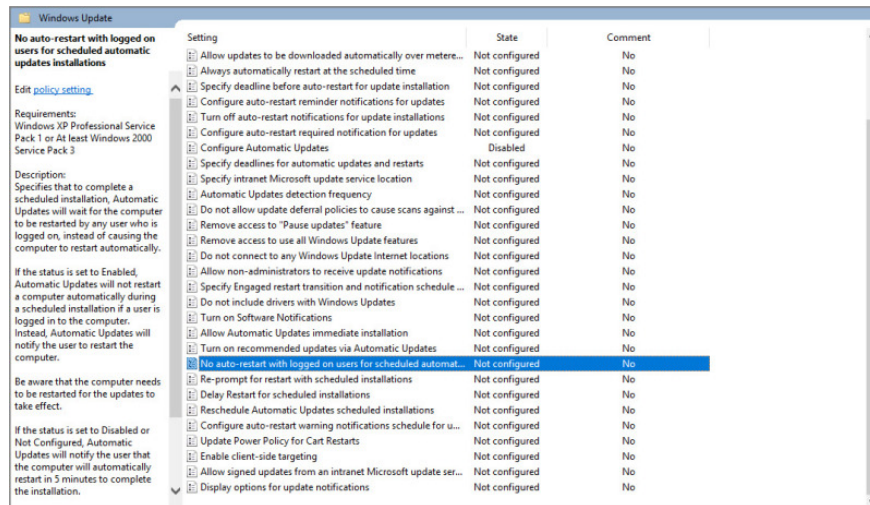 Windows Update
No auto-restart with logged on
users for scheduled automatic
updates installations
Edit policy setting
Requirements:
Windows XP Professional Service
Pack 1 or At least Windows 2000
Service Pack 3
Description:
Specifies that to complete a
scheduled installation, Automatic
Updates will wait for the computer
to be restarted by any user who is
logged on, instead of causing the
computer to restart automatically.
If the status is set to Enabled,
Automatic Updates will not restart
a computer automatically during
a scheduled installation if a user is
logged in to the computer.
Instead, Automatic Updates will
notify the user to restart the
computer.
Be aware that the computer needs
to be restarted for the updates to
take effect.
If the status is set to Disabled or
Not Configured, Automatic
Updates will notify the user that
the computer will automatically
restart in 5 minutes to complete
the installation.
Setting State Comment
Allow updates to be downloaded automatically over metere... Not configured No
Always automatically restart at the scheduled time Not configured No
Specify deadline before auto-restart for update installation Not configured No
Configure auto-restart reminder notifications for updates Not configured No
Turn off auto-restart notifications for update installations Not configured No
Configure auto-restart required notification for updates Not configured No
Configure Automatic Updates Disabled No
Specify deadlines for automatic updates and restarts Not configured No
Specify intranet Microsoft update service location Not configured No
Automatic Updates detection frequency Not configured No
Do not allow update deferral policies to cause scans against ... Not configured No
Remove access to "Pause updates" feature Not configured No
Remove access to use all Windows Update features Not configured No
Do not connect to any Windows Update Internet locations Not configured No
Allow non-administrators to receive update notifications Not configured No
Specify Engaged restart transition and notification schedule ... Not configured No
Do not include drivers with Windows Updates Not configured No
Turn on Software Notifications Not configured No
Allow Automatic Updates immediate installation Not configured No
Turn on recommended updates via Automatic Updates Not configured No
No auto-restart with logged on users for scheduled automat... Not configured No
Re-prompt for restart with scheduled installations Not configured No
Delay Restart for scheduled installations Not configured No
Reschedule Automatic Updates scheduled installations Not configured No
Configure auto-restart warning notifications schedule for u... Not configured No
Update Power Policy for Cart Restarts Not configured No
Enable client-side targeting Not configured No
Allow signed updates from an intranet Microsoft update ser... Not configured No
Display options for update notifications Not configured No